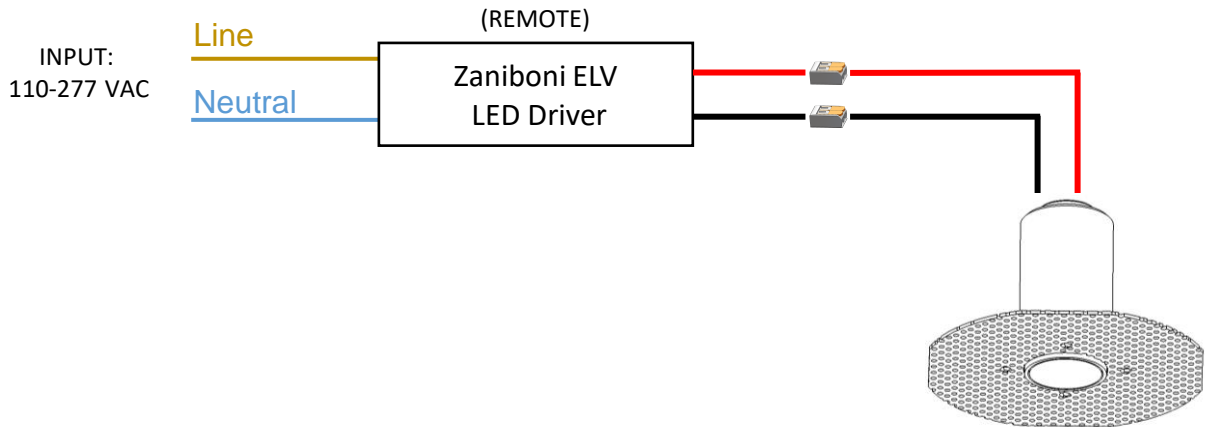 (REMOTE)
Line
INPUT:
110-277 VAC
Neutral
Zaniboni ELV
LED Driver